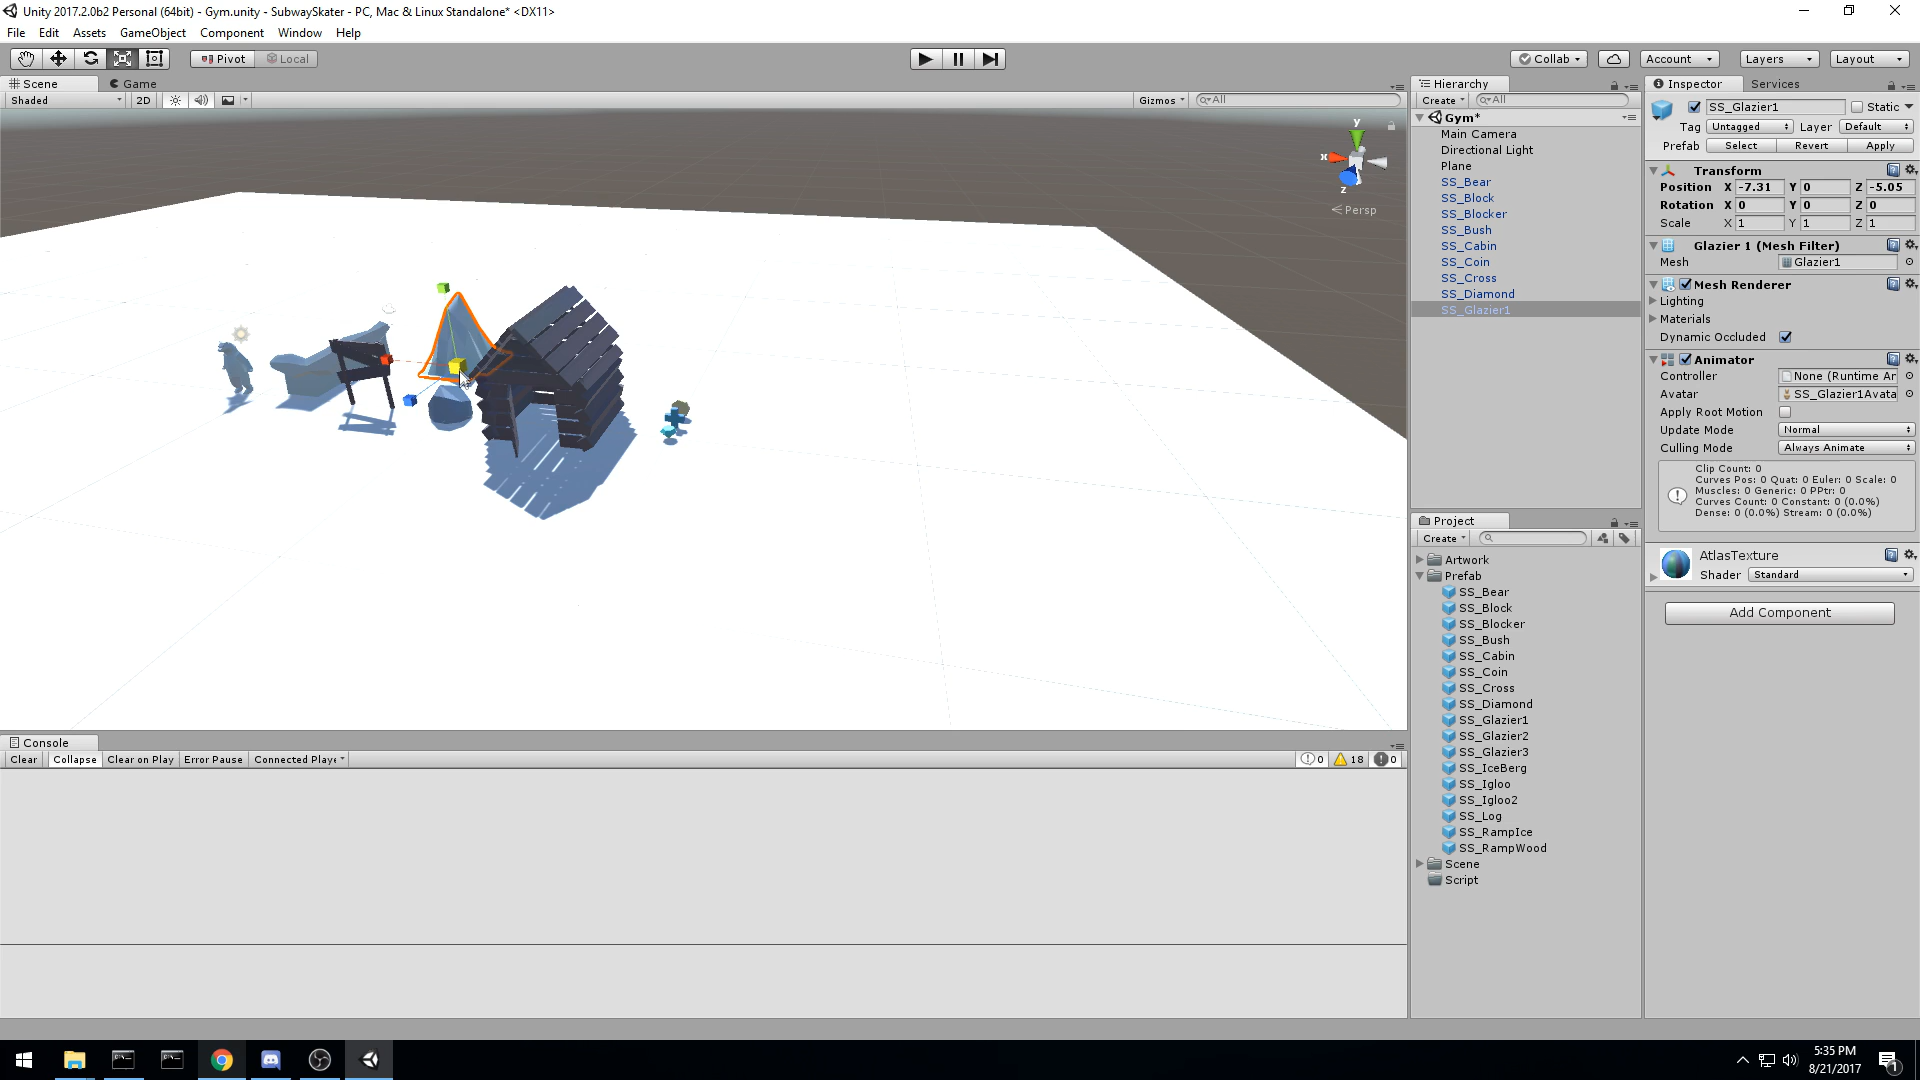 Unity 2017.2.0b2 Personal (64bit) - Gym.unity - SubwaySkater - PC, Mac & Linux Standalone* <DX11>
File Edit Assets GameObject Component Window Help
Pivot Local Collab Account Layers Layout
Scene Game
Shaded 2D Gizmos All
y
x
z
Persp
Hierarchy
Create All
Gym*
Main Camera
Directional Light
Plane
SS_Bear
SS_Block
SS_Blocker
SS_Bush
SS_Cabin
SS_Coin
SS_Cross
SS_Diamond
SS_Glazier1
Project
Create
Artwork
Prefab
SS_Bear
SS_Block
SS_Blocker
SS_Bush
SS_Cabin
SS_Coin
SS_Cross
SS_Diamond
SS_Glazier1
SS_Glazier2
SS_Glazier3
SS_IceBerg
SS_Igloo
SS_Igloo2
SS_Log
SS_RampIce
SS_RampWood
Scene
Script
Inspector Services
SS_Glazier1 Static
Tag Untagged Layer Default
Prefab Select Revert Apply
Transform
Position X -7.31 Y 0 Z -5.05
Rotation X 0 Y 0 Z 0
Scale X 1 Y 1 Z 1
Glazier 1 (Mesh Filter)
Mesh Glazier1
Mesh Renderer
Lighting
Materials
Dynamic Occluded
Animator
Controller None (Runtime Ar
Avatar SS_Glazier1Avata
Apply Root Motion
Update Mode Normal
Culling Mode Always Animate
Clip Count: 0
Curves Pos: 0 Quat: 0 Euler: 0 Scale: 0
Muscles: 0 Generic: 0 PPtr: 0
Curves Count: 0 Constant: 0 (0.0%)
Dense: 0 (0.0%) Stream: 0 (0.0%)
AtlasTexture
Shader Standard
Add Component
Console
Clear Collapse Clear on Play Error Pause Connected Playe 0 18 0
5:35 PM
8/21/2017
1